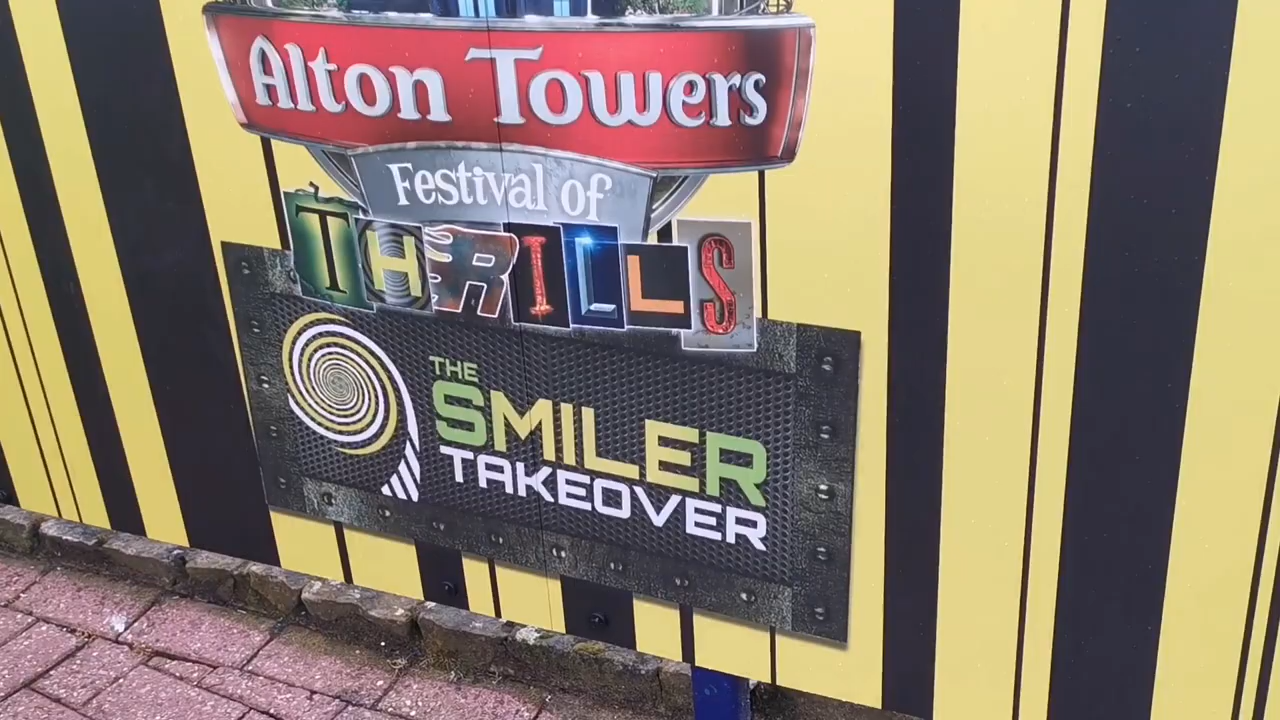 Alton Towers
Festival of
THRILLS
THE
SMILER
TAKEOVER